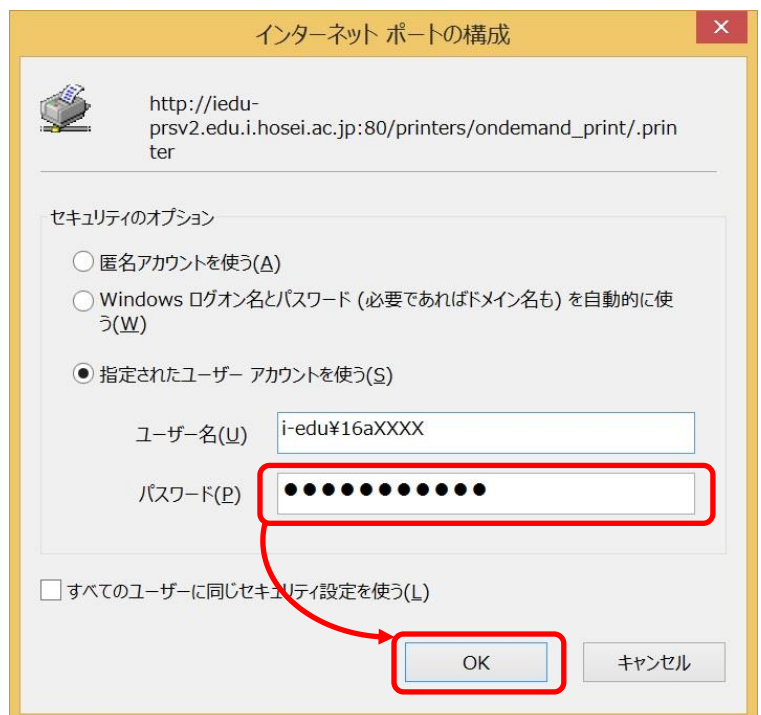 インターネット ポートの構成
http://iedu-
prsv2.edu.i.hosei.ac.jp:80/printers/ondemand_print/.prin
ter
セキュリティのオプション
匿名アカウントを使う(A)
Windows ログオン名とパスワード (必要であればドメイン名も) を自動的に使
う(W)
指定されたユーザー アカウントを使う(S)
ユーザー名(U)
i-edu¥16aXXXX
パスワード(P)
●●●●●●●●●●●
すべてのユーザーに同じセキュリティ設定を使う(L)
OK
キャンセル